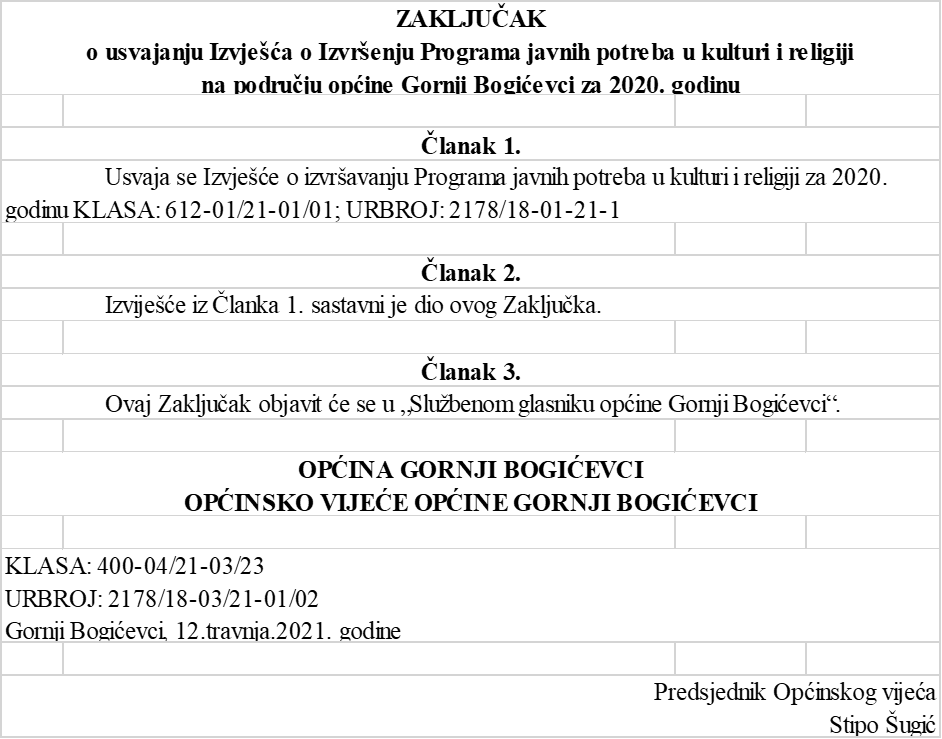 ZAKLJUČAK
o usvajanju Izvješća o Izvršenju Programa javnih potreba u kulturi i religiji
na području općine Gornji Bogićevci za 2020. godinu
Članak 1.
Usvaja se Izvješće o izvršavanju Programa javnih potreba u kulturi i religiji za 2020.
godinu KLASA: 612-01/21-01/01; URBROJ: 2178/18-01-21-1
Članak 2.
Izviješće iz Članka 1. sastavni je dio ovog Zaključka.
Članak 3.
Ovaj Zaključak objavit će se u „Službenom glasniku općine Gornji Bogićevci“.
OPĆINA GORNJI BOGIĆEVCI
OPĆINSKO VIJEĆE OPĆINE GORNJI BOGIĆEVCI
KLASA: 400-04/21-03/23
URBROJ: 2178/18-03/21-01/02
Gornji Bogićevci, 12.travnja.2021. godine
Predsjednik Općinskog vijeća
Stipo Šugić